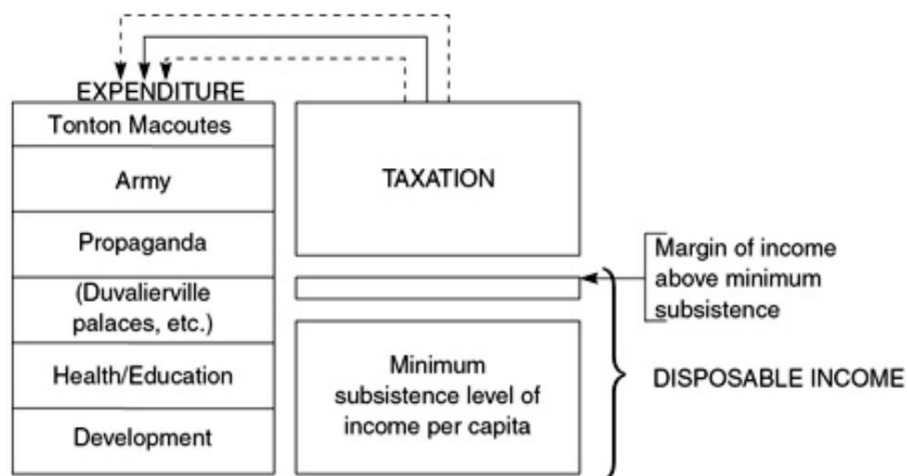 EXPENDITURE
Tonton Macoutes
Army
Propaganda
(Duvalierville
palaces, etc.)
Health/Education
Development
TAXATION
Minimum
subsistence level of
income per capita
Margin of income
above minimum
subsistence
DISPOSABLE INCOME